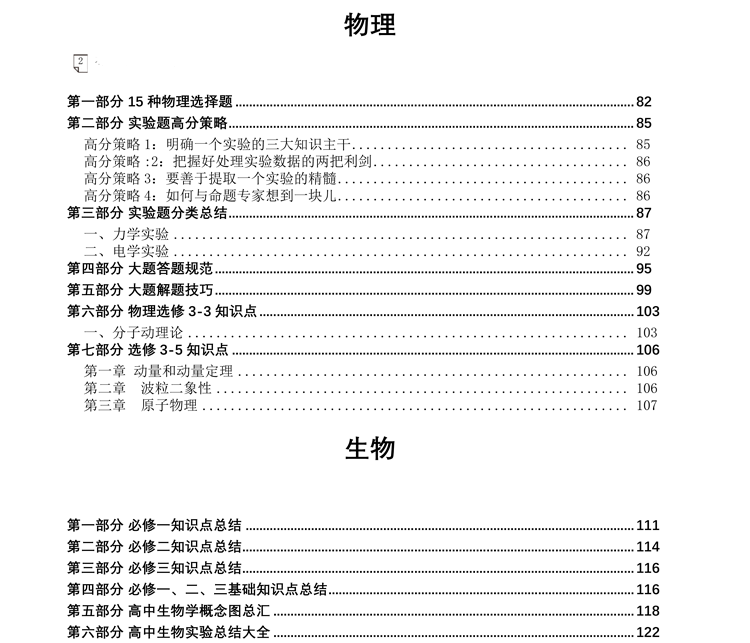 物理
2
第一部分 15 种物理选择题........................................82
第二部分 实验题高分策略........................................85
高分策略 1：明确一个实验的三大知识主干........................................85
高分策略 :2：把握好处理实验数据的两把利剑........................................86
高分策略 3：要善于提取一个实验的精髓........................................86
高分策略 4：如何与命题专家想到一块儿........................................86
第三部分 实验题分类总结........................................87
一、力学实验........................................87
二、电学实验........................................92
第四部分 大题答题规范........................................95
第五部分 大题解题技巧........................................99
第六部分 物理选修 3-3 知识点........................................103
一、分子动理论........................................103
第七部分 选修 3-5 知识点........................................106
第一章 动量和动量定理........................................106
第二章 波粒二象性........................................106
第三章 原子物理........................................107
生物
第一部分 必修一知识点总结........................................111
第二部分 必修二知识点总结........................................114
第三部分 必修三知识点总结........................................116
第四部分 必修一、二、三基础知识点总结........................................116
第五部分 高中生物学概念图总汇........................................118
第六部分 高中生物实验总结大全........................................122